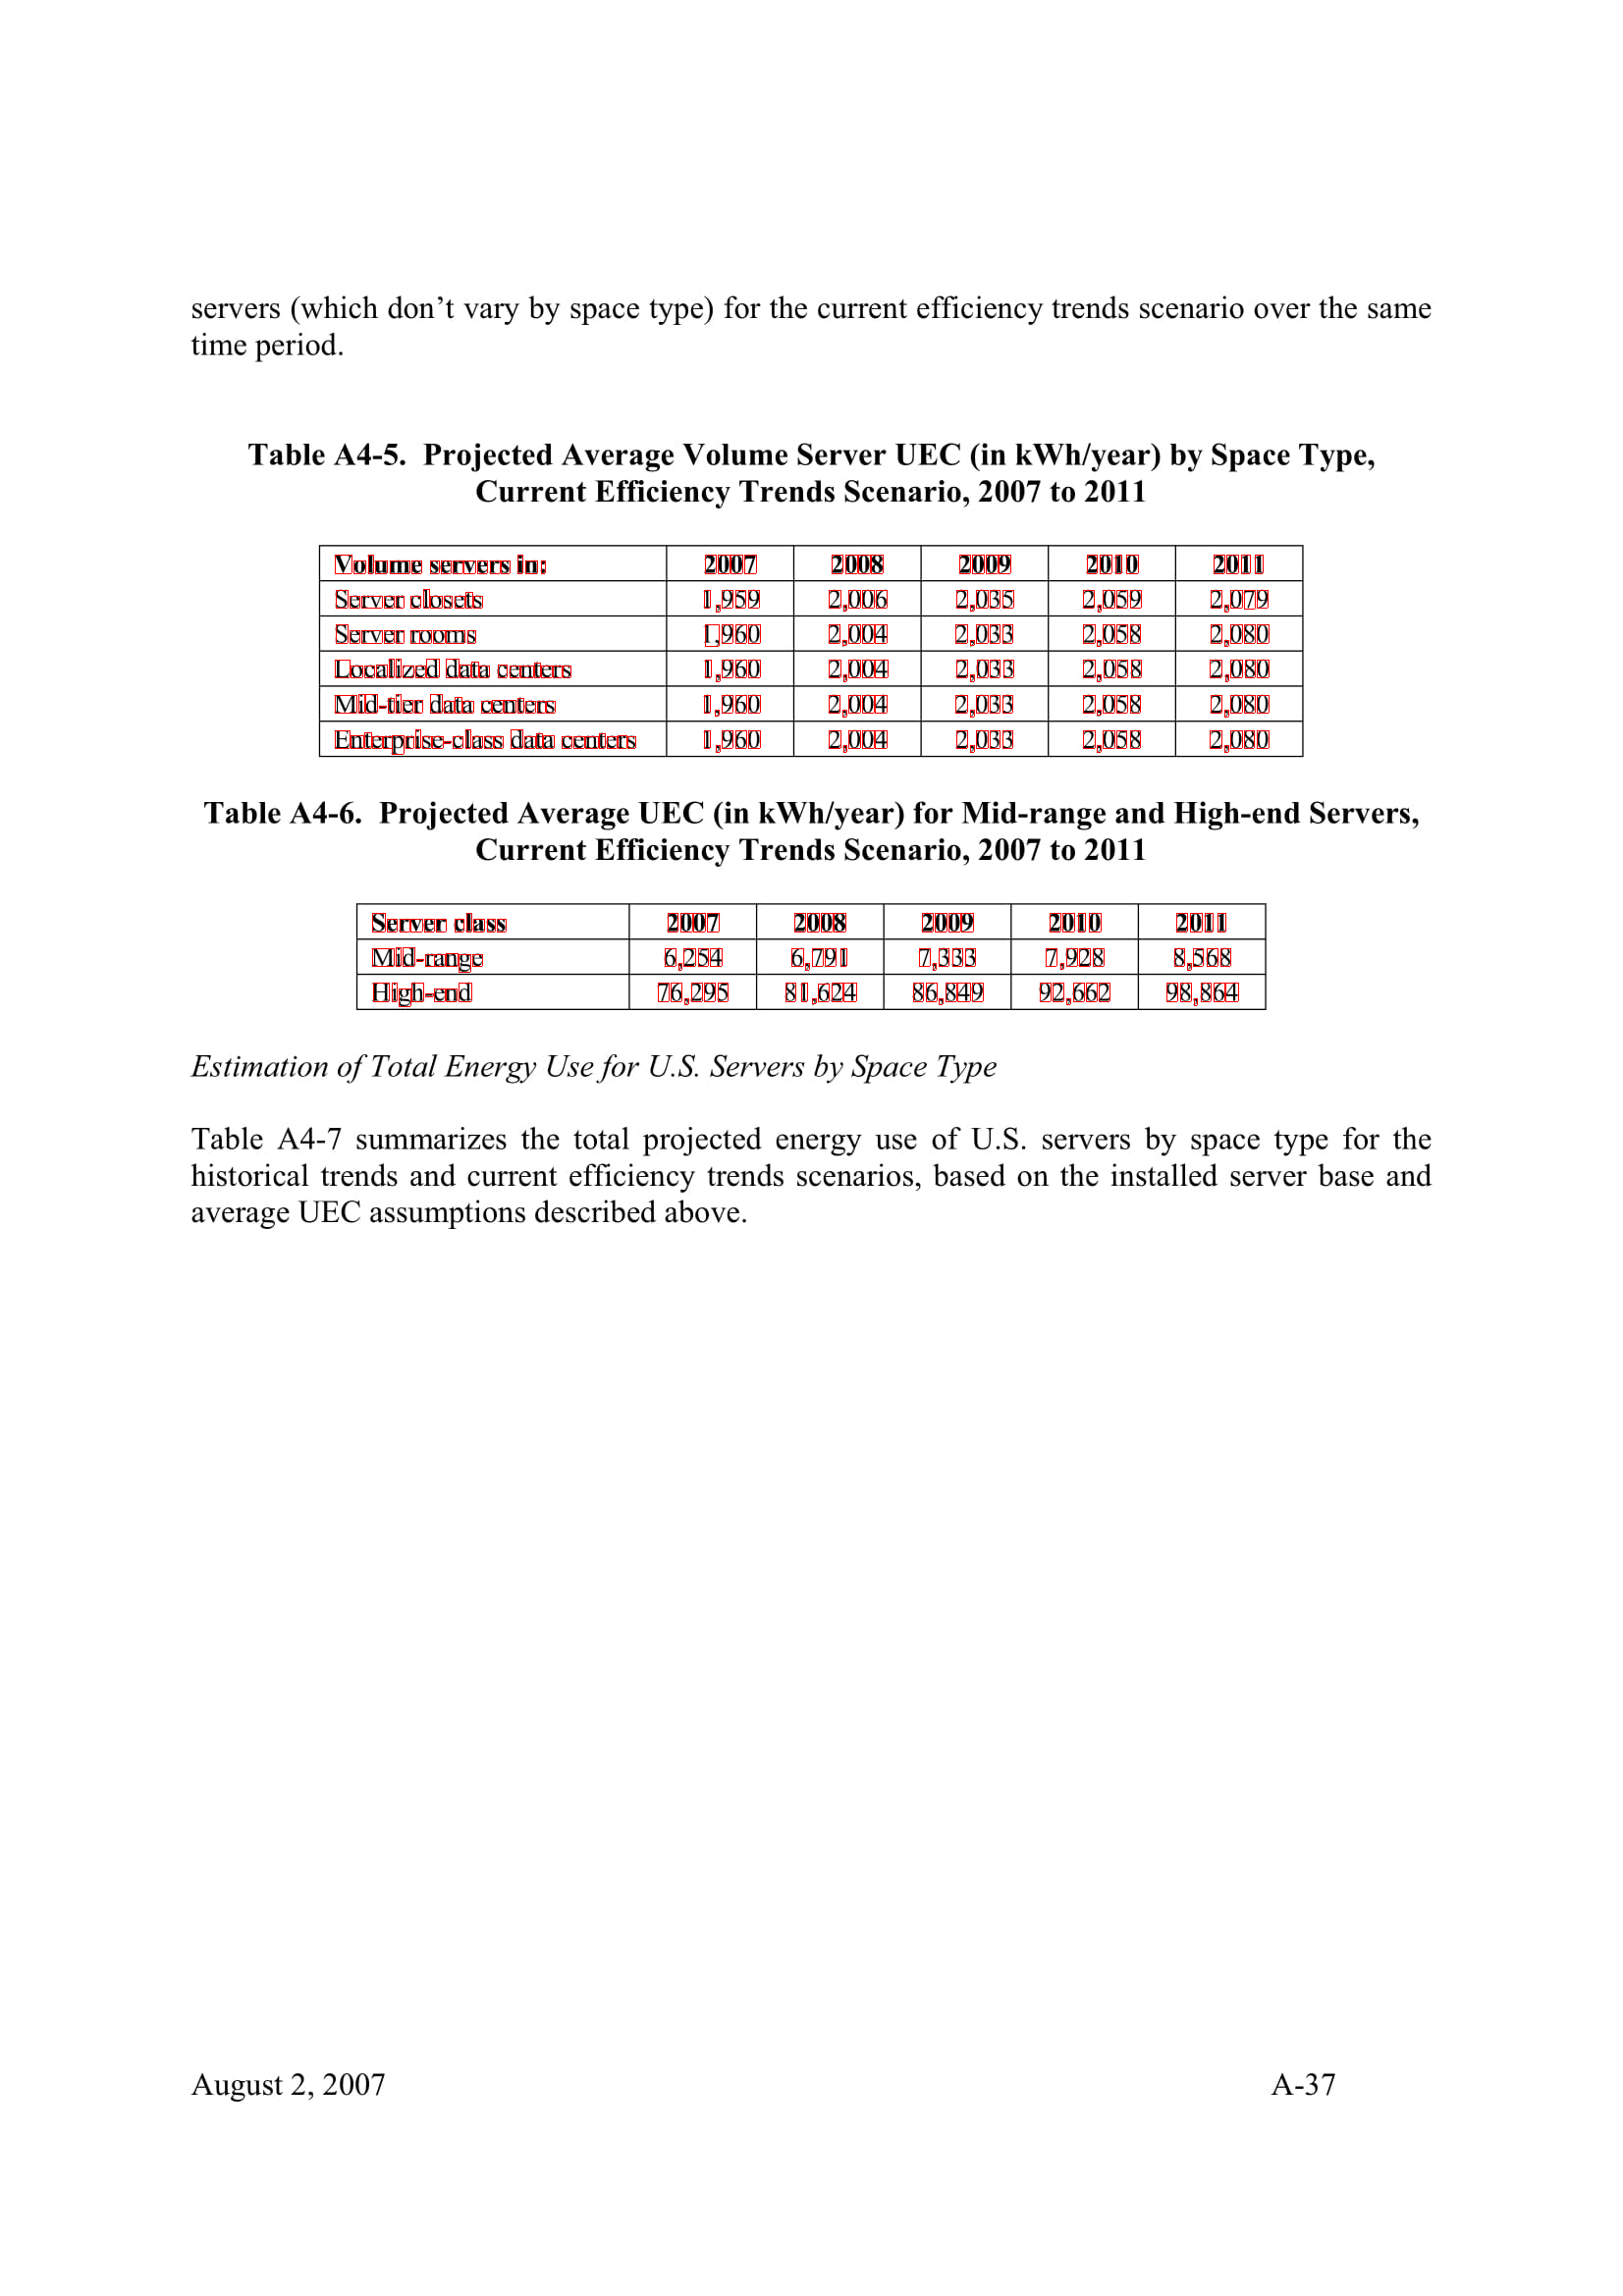 servers (which don’t vary by space type) for the current efficiency trends scenario over the same
time period.
Table A4-5.  Projected Average Volume Server UEC (in kWh/year) by Space Type,
Current Efficiency Trends Scenario, 2007 to 2011
Volume servers in: 2007 2008 2009 2010 2011
Server closets 1,959 2,006 2,035 2,059 2,079
Server rooms 1,960 2,004 2,033 2,058 2,080
Localized data centers 1,960 2,004 2,033 2,058 2,080
Mid-tier data centers 1,960 2,004 2,033 2,058 2,080
Enterprise-class data centers 1,960 2,004 2,033 2,058 2,080
Table A4-6.  Projected Average UEC (in kWh/year) for Mid-range and High-end Servers,
Current Efficiency Trends Scenario, 2007 to 2011
Server class 2007 2008 2009 2010 2011
Mid-range 6,254 6,791 7,333 7,928 8,568
High-end 76,295 81,624 86,849 92,662 98,864
Estimation of Total Energy Use for U.S. Servers by Space Type
Table A4-7 summarizes the total projected energy use of U.S. servers by space type for the
historical trends and current efficiency trends scenarios, based on the installed server base and
average UEC assumptions described above.
August 2, 2007 A-37